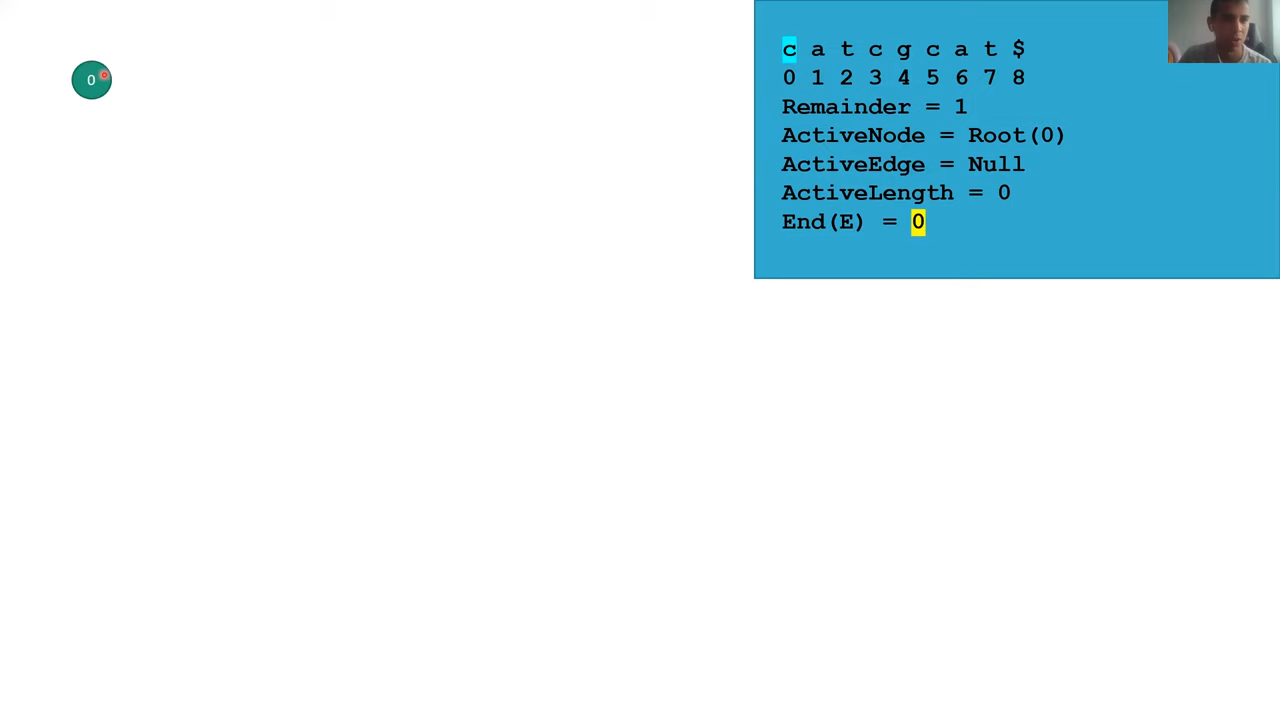 0
c a t c g c a t $
0 1 2 3 4 5 6 7 8
Remainder = 1
ActiveNode = Root(0)
ActiveEdge = Null
ActiveLength = 0
End(E) = 0